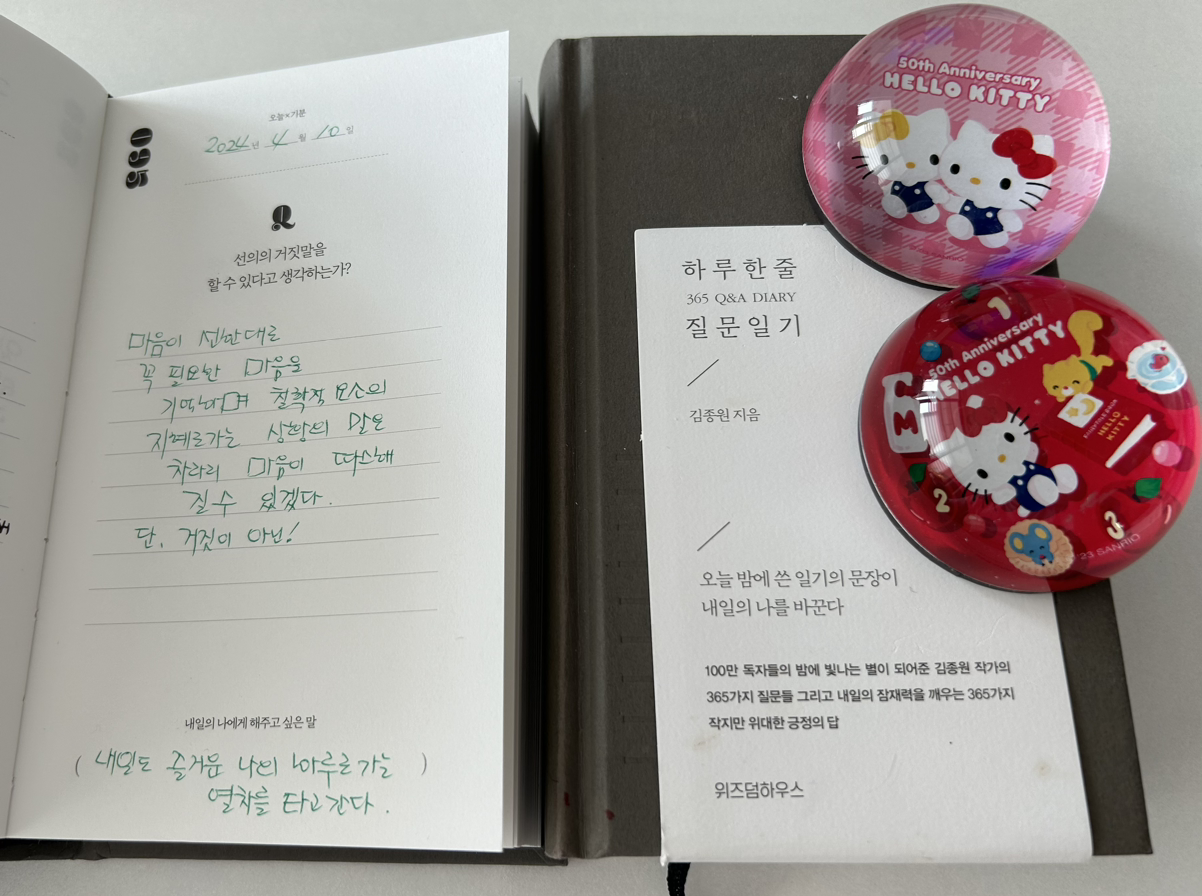 095
오늘×기분
2024년 4월 10일
Q
선의의 거짓말을
할 수 있다고 생각하는가?
마음이
꼭 필요한 마음을
기억하며 철학적 요소의
지혜로가는 상황의 말은
차라리 마음이 따스해
질 수 있겠다.
단, 거짓이 아닌!
내일의 나에게 해주고 싶은 말
( 내일도 즐거운 나의 하루로 가는 )
열차를 타고 간다.
하루 한 줄
365 Q&A DIARY
질문 일기
김종원 지음
오늘 밤에 쓴 일기의 문장이
내일의 나를 바꾼다
100만 독자들의 밤에 빛나는 별이 되어준 김종원 작가의
365가지 질문들 그리고 내일의 잠재력을 깨우는 365가지
작지만 위대한 긍정의 답
위즈덤하우스
50th Anniversary
HELLO KITTY
50th Anniversary
HELLO KITTY
1
2
3
HELLO
KITTY
'23 SANRIO